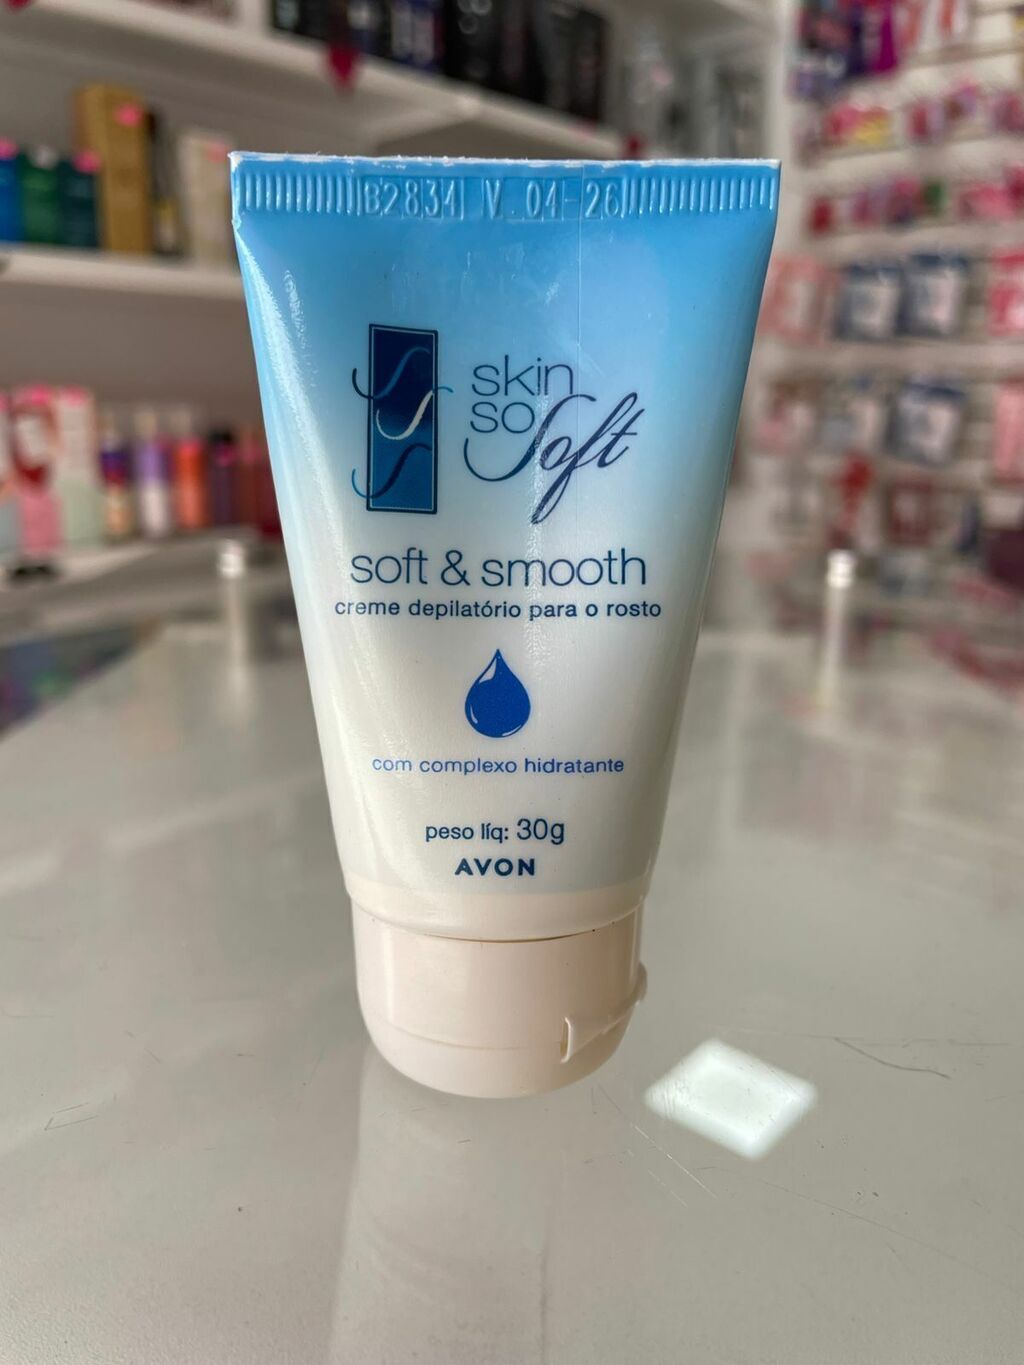 B2834 V. 04-26
skin
so Soft
soft & smooth
creme depilatório para o rosto
com complexo hidratante
peso líq: 30g
AVON